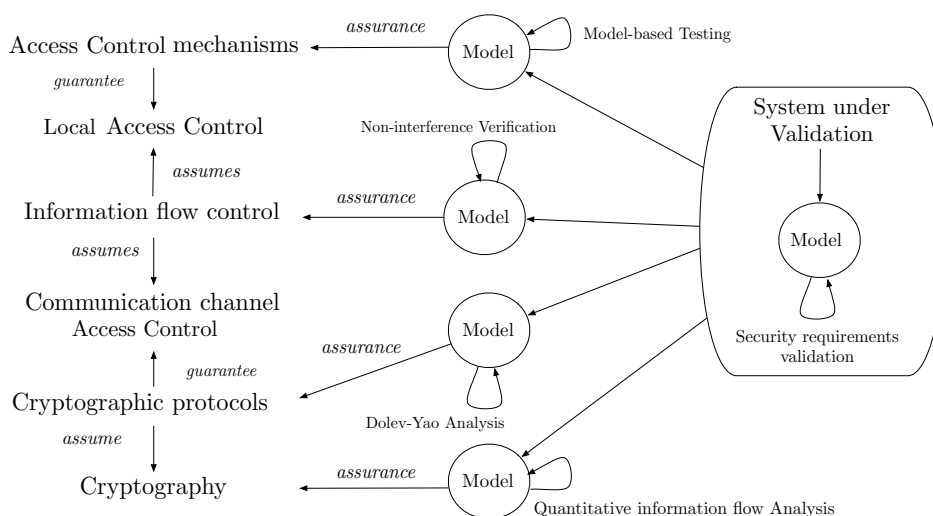 assurance
Model
Model-based Testing
Access Control mechanisms
guarantee
System under
Validation
Local Access Control
Non-interference Verification
assumes
assurance
Model
Information flow control
Model
assumes
Communication channel
Access Control
Model
Security requirements
validation
assurance
guarantee
Cryptographic protocols
Dolev-Yao Analysis
assume
assurance
Model
Cryptography
Quantitative information flow Analysis